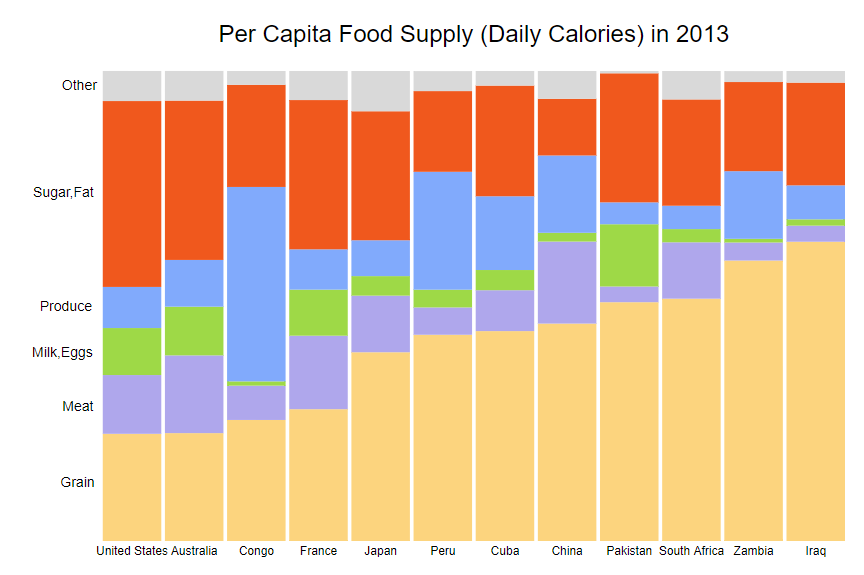 Per Capita Food Supply (Daily Calories) in 2013
Other
Sugar,Fat
Produce
Milk,Eggs
Meat
Grain
United States Australia Congo France Japan Peru Cuba China Pakistan South Africa Zambia Iraq